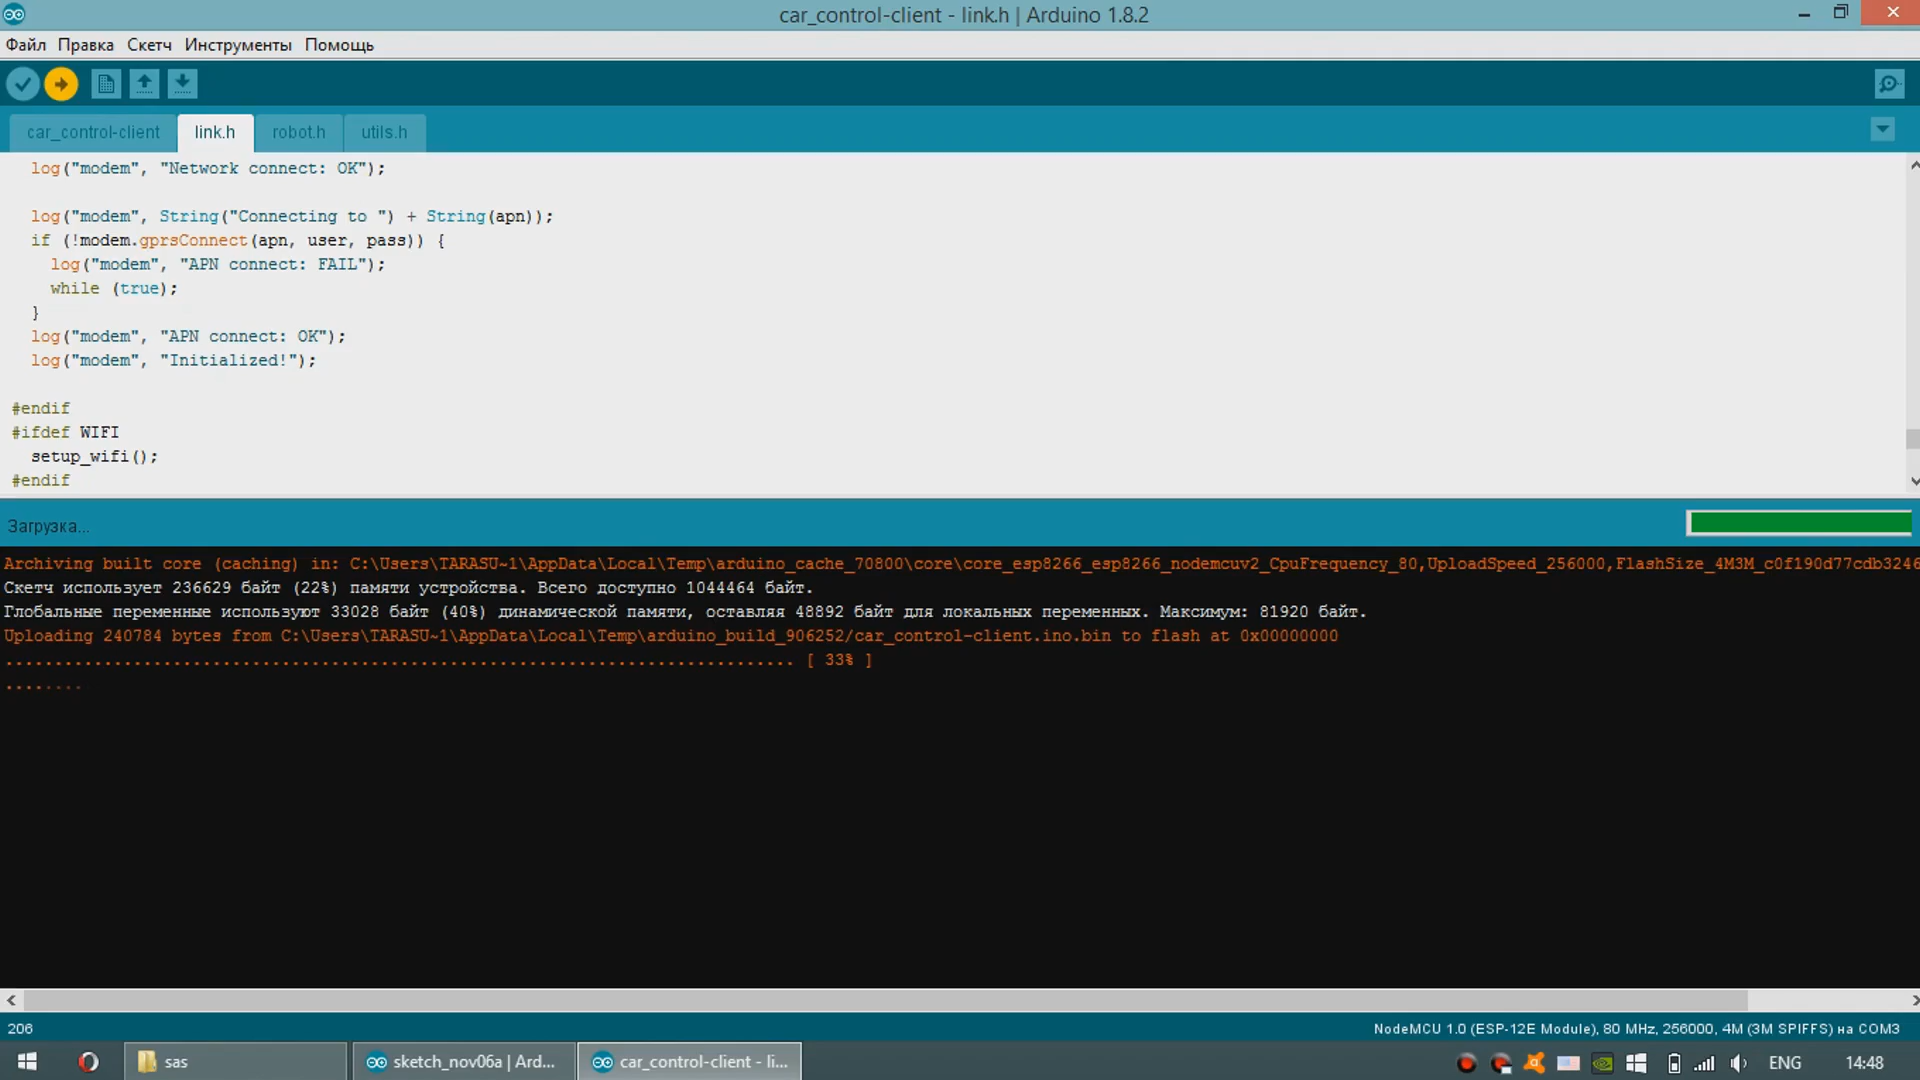 car_control-client - link.h | Arduino 1.8.2
Файл Правка Скетч Инструменты Помощь
car_control-client link.h robot.h utils.h
log("modem", "Network connect: OK");
log("modem", String("Connecting to ") + String(apn));
if (!modem.gprsConnect(apn, user, pass)) {
log("modem", "APN connect: FAIL");
while (true);
}
log("modem", "APN connect: OK");
log("modem", "Initialized!");
#endif
#ifdef WIFI
setup_wifi();
#endif
Загрузка...
Archiving built core (caching) in: C:\Users\TARASU~1\AppData\Local\Temp\arduino_cache_70800\core\core_esp8266_esp8266_nodemcuv2_CpuFrequency_80,UploadSpeed_256000,FlashSize_4M3M_c0f190d77cdb3246
Скетч использует 236629 байт (22%) памяти устройства. Всего доступно 1044464 байт.
Глобальные переменные используют 33028 байт (40%) динамической памяти, оставляя 48892 байт для локальных переменных. Максимум: 81920 байт.
Uploading 240784 bytes from C:\Users\TARASU~1\AppData\Local\Temp\arduino_build_906252/car_control-client.ino.bin to flash at 0x00000000
................................................................................ [ 33% ]
........
206
NodeMCU 1.0 (ESP-12E Module), 80 MHz, 256000, 4M (3M SPIFFS) на COM3
sas
sketch_nov06a | Ard...
car_control-client - li...
ENG
14:48